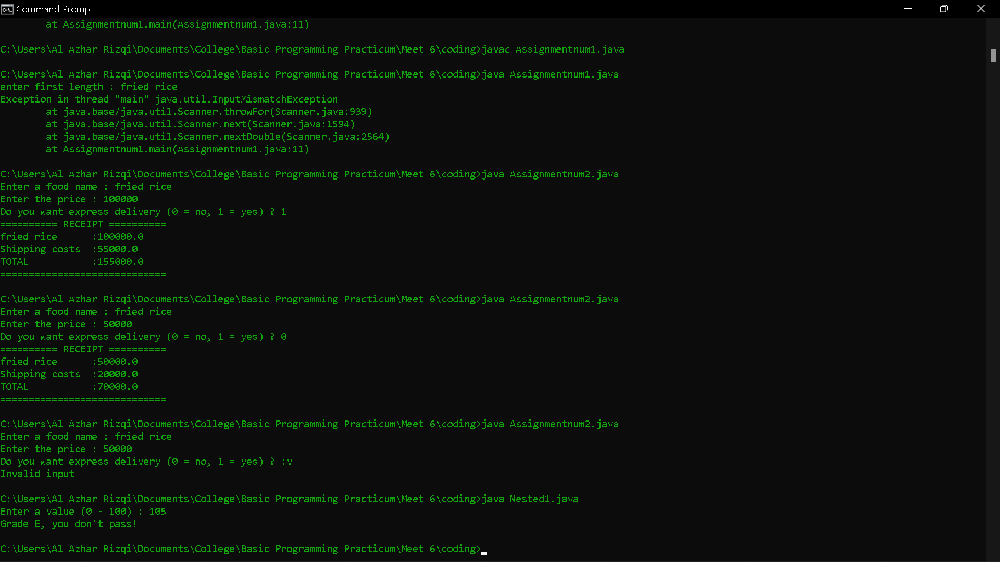 Command Prompt
at Assignmentnum1.main(Assignmentnum1.java:11)
C:\Users\Al Azhar Rizqi\Documents\College\Basic Programming Practicum\Meet 6\coding>javac Assignmentnum1.java
C:\Users\Al Azhar Rizqi\Documents\College\Basic Programming Practicum\Meet 6\coding>java Assignmentnum1.java
enter first length : fried rice
Exception in thread "main" java.util.InputMismatchException
at java.base/java.util.Scanner.throwFor(Scanner.java:939)
at java.base/java.util.Scanner.next(Scanner.java:1594)
at java.base/java.util.Scanner.nextDouble(Scanner.java:2564)
at Assignmentnum1.main(Assignmentnum1.java:11)
C:\Users\Al Azhar Rizqi\Documents\College\Basic Programming Practicum\Meet 6\coding>java Assignmentnum2.java
Enter a food name : fried rice
Enter the price : 100000
Do you want express delivery (0 = no, 1 = yes) ? 1
========== RECEIPT ==========
fried rice      :100000.0
Shipping costs  :55000.0
TOTAL           :155000.0
=============================
C:\Users\Al Azhar Rizqi\Documents\College\Basic Programming Practicum\Meet 6\coding>java Assignmentnum2.java
Enter a food name : fried rice
Enter the price : 50000
Do you want express delivery (0 = no, 1 = yes) ? 0
========== RECEIPT ==========
fried rice      :50000.0
Shipping costs  :20000.0
TOTAL           :70000.0
=============================
C:\Users\Al Azhar Rizqi\Documents\College\Basic Programming Practicum\Meet 6\coding>java Assignmentnum2.java
Enter a food name : fried rice
Enter the price : 50000
Do you want express delivery (0 = no, 1 = yes) ? :v
Invalid input
C:\Users\Al Azhar Rizqi\Documents\College\Basic Programming Practicum\Meet 6\coding>java Nested1.java
Enter a value (0 - 100) : 105
Grade E, you don't pass!
C:\Users\Al Azhar Rizqi\Documents\College\Basic Programming Practicum\Meet 6\coding>